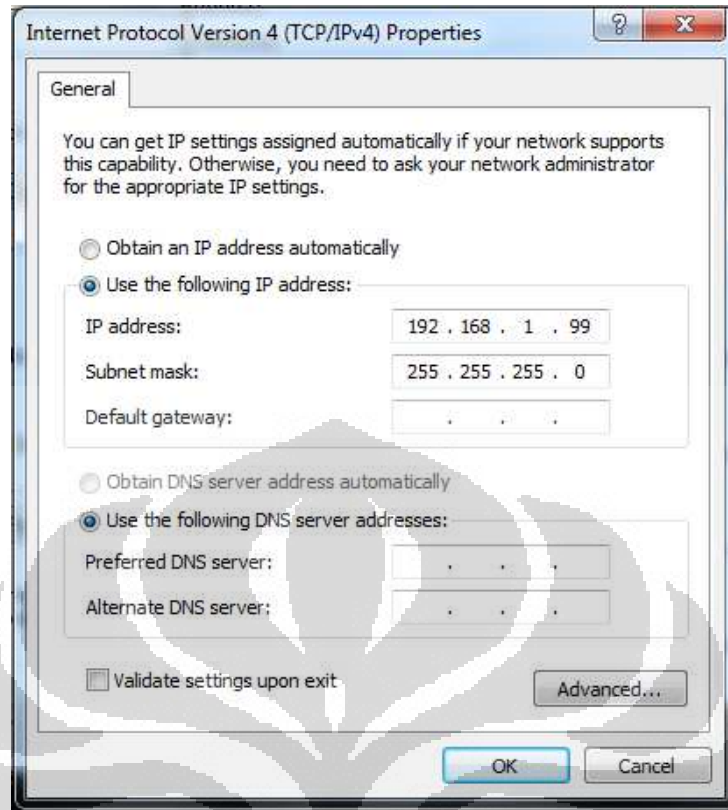 Internet Protocol Version 4 (TCP/IPv4) Properties
?
X
General
You can get IP settings assigned automatically if your network supports
this capability. Otherwise, you need to ask your network administrator
for the appropriate IP settings.
Obtain an IP address automatically
Use the following IP address:
IP address: 192 . 168 . 1 . 99
Subnet mask: 255 . 255 . 255 . 0
Default gateway: . . .
Obtain DNS server address automatically
Use the following DNS server addresses:
Preferred DNS server: . . .
Alternate DNS server: . . .
Validate settings upon exit
Advanced...
OK Cancel